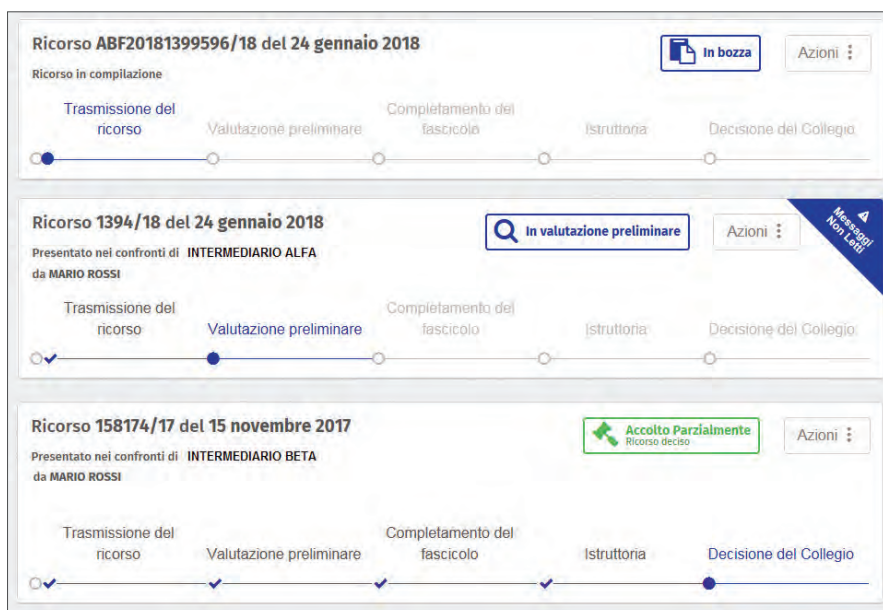 Ricorso ABF20181399596/18 del 24 gennaio 2018
In bozza
Azioni
Ricorso in compilazione
Trasmissione del
ricorso
Valutazione preliminare
Completamento del
fascicolo
Istruttoria
Decisione del Collegio
Ricorso 1394/18 del 24 gennaio 2018
In valutazione preliminare
Azioni
Messaggi
Non Letti
Presentato nei confronti di INTERMEDIARIO ALFA
da MARIO ROSSI
Trasmissione del
ricorso
Valutazione preliminare
Completamento del
fascicolo
Istruttoria
Decisione del Collegio
Ricorso 158174/17 del 15 novembre 2017
Accolto Parzialmente
Ricorso deciso
Azioni
Presentato nei confronti di INTERMEDIARIO BETA
da MARIO ROSSI
Trasmissione del
ricorso
Valutazione preliminare
Completamento del
fascicolo
Istruttoria
Decisione del Collegio